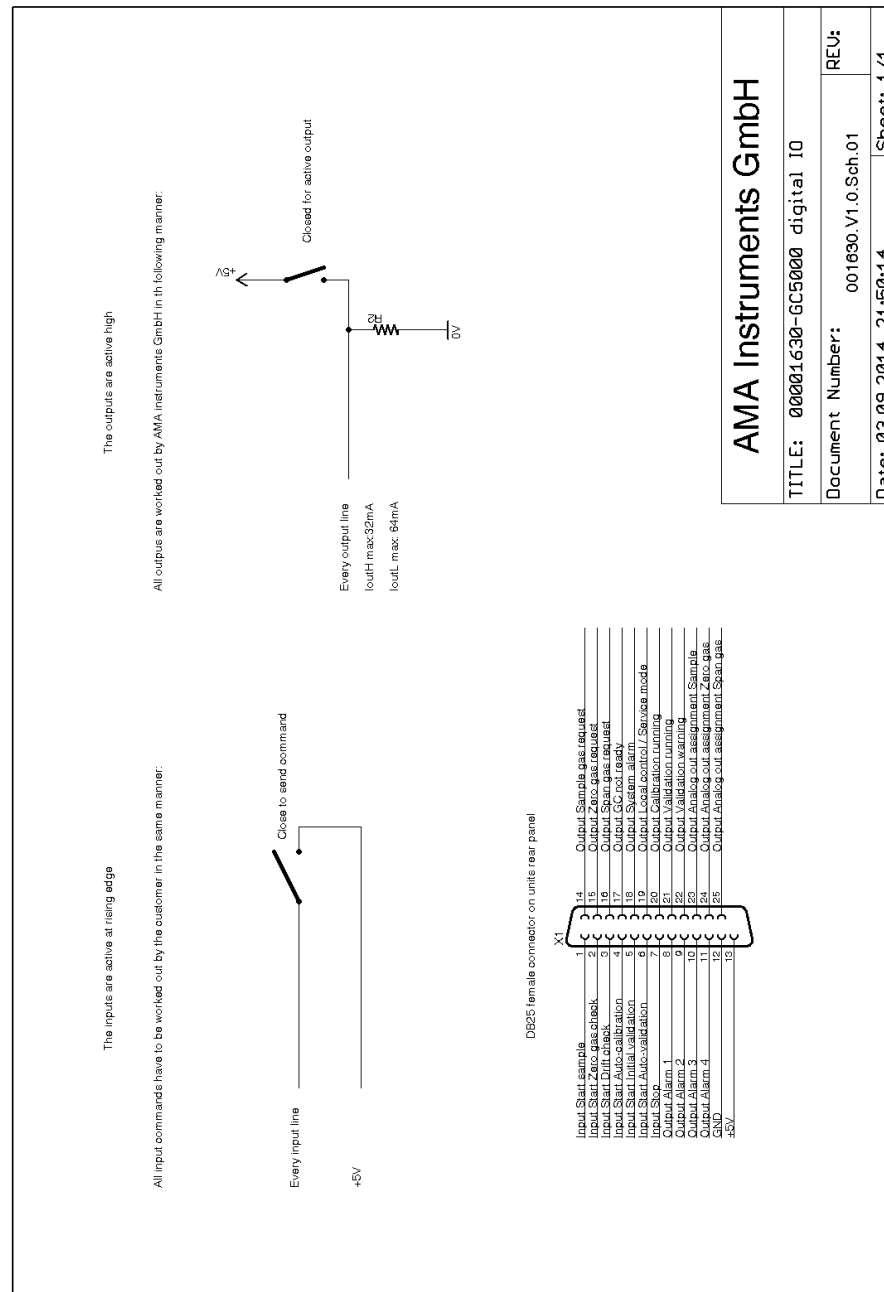 The inputs are active at rising edge
All input commands have to be worked out by the customer in the same manner:
Close to send command
Every input line
+5V
The outputs are active high
All outpus are worked out by AMA instruments GmbH in th following manner:
+5V
Closed for active output
R2
0V
Every output line
IoutH max:32mA
IoutL max: 64mA
DB25 female connector on units rear panel
X1
Input Start sample 1
Input Start Zero gas check 2
Input Start Drift check 3
Input Start Auto-calibration 4
Input Start Initial validation 5
Input Start Auto-validation 6
Input Stop 7
Output Alarm 1 8
Output Alarm 2 9
Output Alarm 3 10
Output Alarm 4 11
GND 12
+5V 13
14 Output Sample gas request
15 Output Zero gas request
16 Output Span gas request
17 Output GC not ready
18 Output System alarm
19 Output Local control / Service mode
20 Output Calibration running
21 Output Validation running
22 Output Validation warning
23 Output Analog out assignment Sample
24 Output Analog out assignment Zero gas
25 Output Analog out assignment Span gas
AMA Instruments GmbH
TITLE: 00001630-GC5000 digital IO
Document Number:
001630.V1.0.Sch.01
REV:
Date: 03.09.2014 21:50:14
Sheet: 1/1